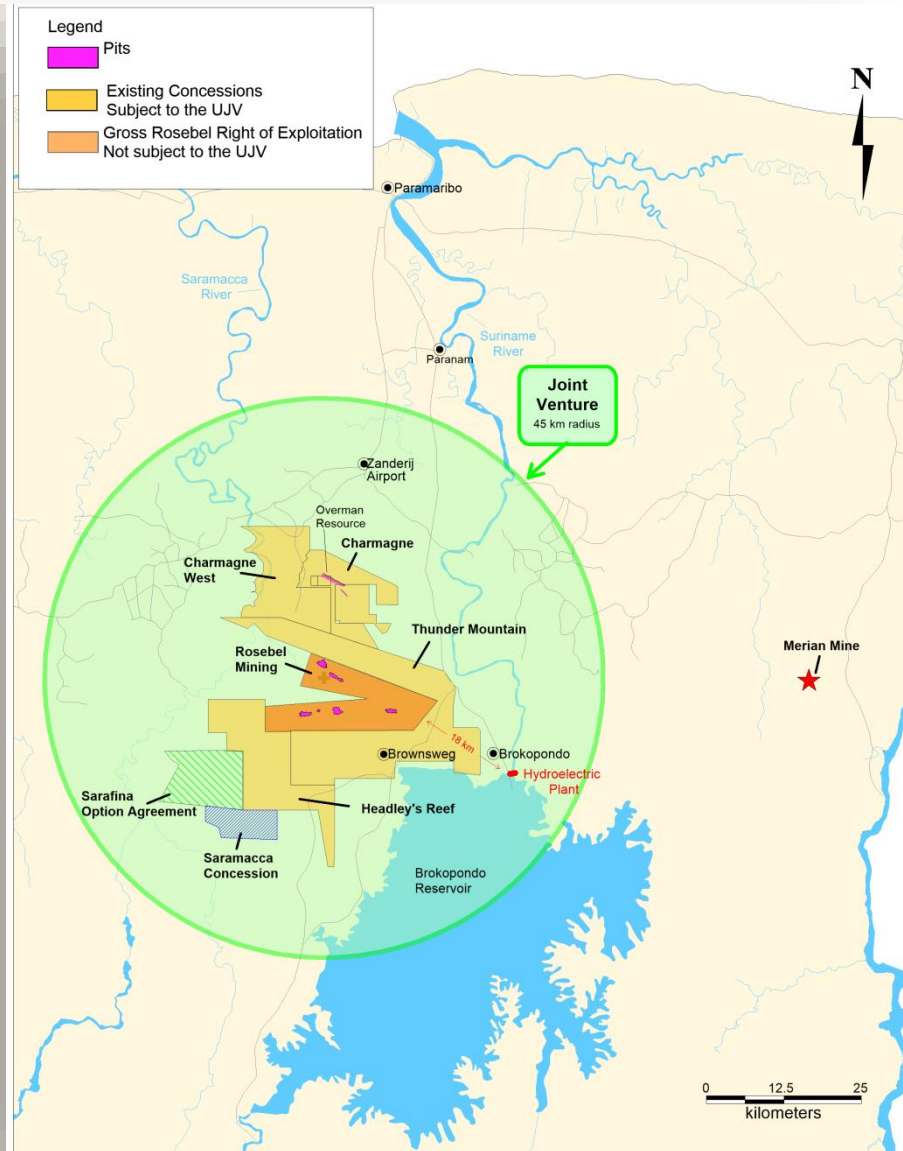 Legend
Pits
Existing Concessions
Subject to the UJV
Gross Rosebel Right of Exploitation
Not subject to the UJV
N
Paramaribo
Saramacca
River
Suriname
River
Paranam
Joint
Venture
45 km radius
Zanderij
Airport
Overman
Resource
Charmagne
Charmagne
West
Thunder Mountain
Rosebel
Mining
Merian Mine
18 km
Brownsweg
Brokopondo
Hydroelectric
Plant
Sarafina
Option Agreement
Headley's Reef
Saramacca
Concession
Brokopondo
Reservoir
0 12.5 25
kilometers